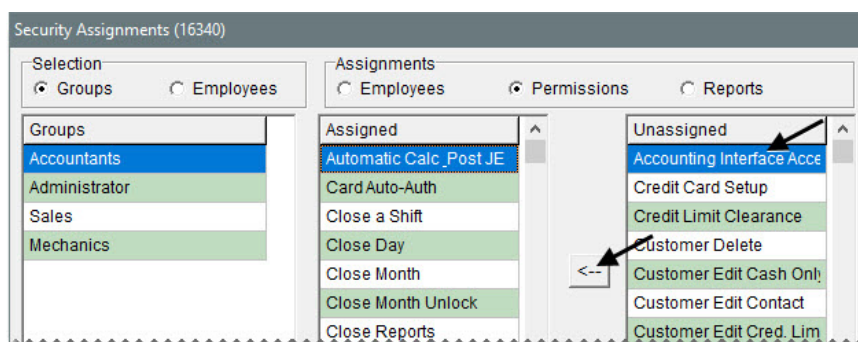 Security Assignments (16340)
Selection
Groups Employees
Assignments
Employees Permissions Reports
Groups
Accountants
Administrator
Sales
Mechanics
Assigned
Automatic Calc_Post JE
Card Auto-Auth
Close a Shift
Close Day
Close Month
Close Month Unlock
Close Reports
<--
Unassigned
Accounting Interface Acce
Credit Card Setup
Credit Limit Clearance
Customer Delete
Customer Edit Cash Only
Customer Edit Contact
Customer Edit Cred. Lim